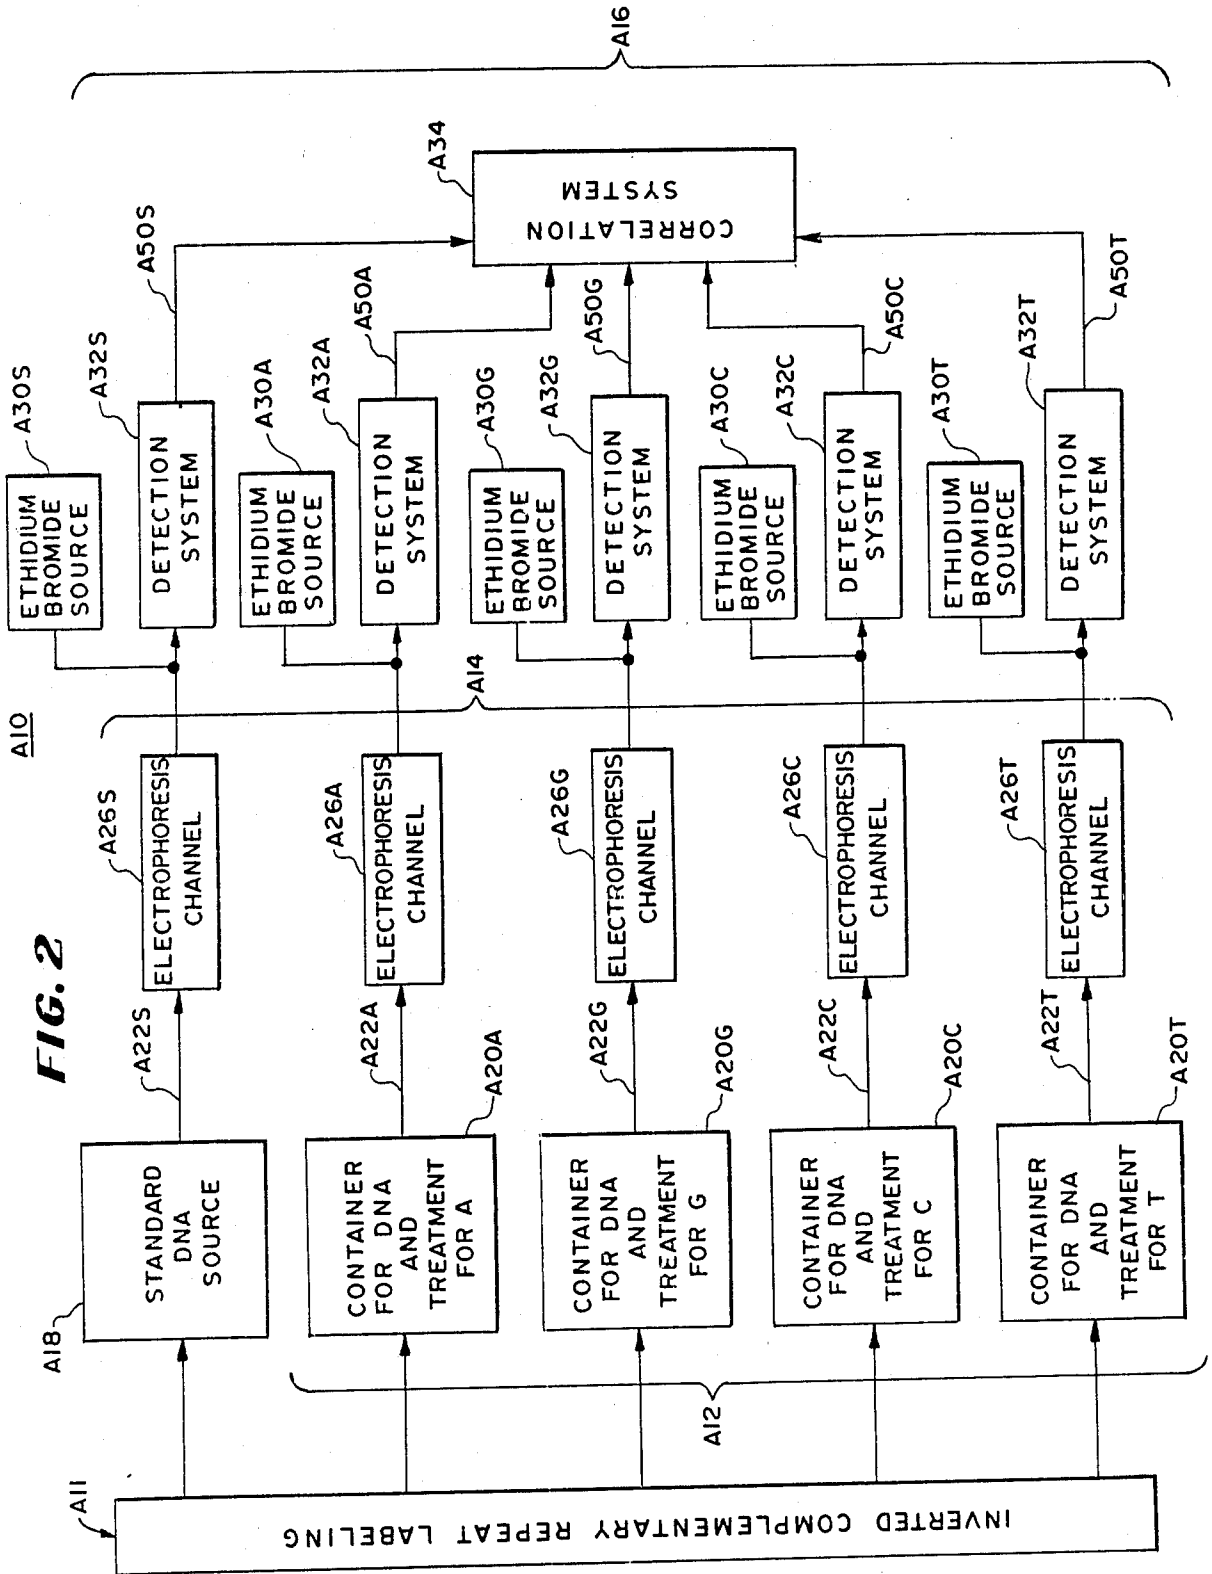 FIG. 2
A10
A11
INVERTED COMPLEMENTARY REPEAT LABELING
A12
A18
STANDARD
DNA
SOURCE
A22S
A26S
ELECTROPHORESIS
CHANNEL
A14
A30S
ETHIDIUM
BROMIDE
SOURCE
A32S
DETECTION
SYSTEM
A50S
CONTAINER
FOR DNA
AND
TREATMENT
FOR A
A20A
A22A
A26A
ELECTROPHORESIS
CHANNEL
A30A
ETHIDIUM
BROMIDE
SOURCE
A32A
DETECTION
SYSTEM
A50A
CONTAINER
FOR DNA
AND
TREATMENT
FOR G
A20G
A22G
A26G
ELECTROPHORESIS
CHANNEL
A30G
ETHIDIUM
BROMIDE
SOURCE
A32G
DETECTION
SYSTEM
A50G
CONTAINER
FOR DNA
AND
TREATMENT
FOR C
A20C
A22C
A26C
ELECTROPHORESIS
CHANNEL
A30C
ETHIDIUM
BROMIDE
SOURCE
A32C
DETECTION
SYSTEM
A50C
CONTAINER
FOR DNA
AND
TREATMENT
FOR T
A20T
A22T
A26T
ELECTROPHORESIS
CHANNEL
A30T
ETHIDIUM
BROMIDE
SOURCE
A32T
DETECTION
SYSTEM
A50T
A34
CORRELATION
SYSTEM
A16